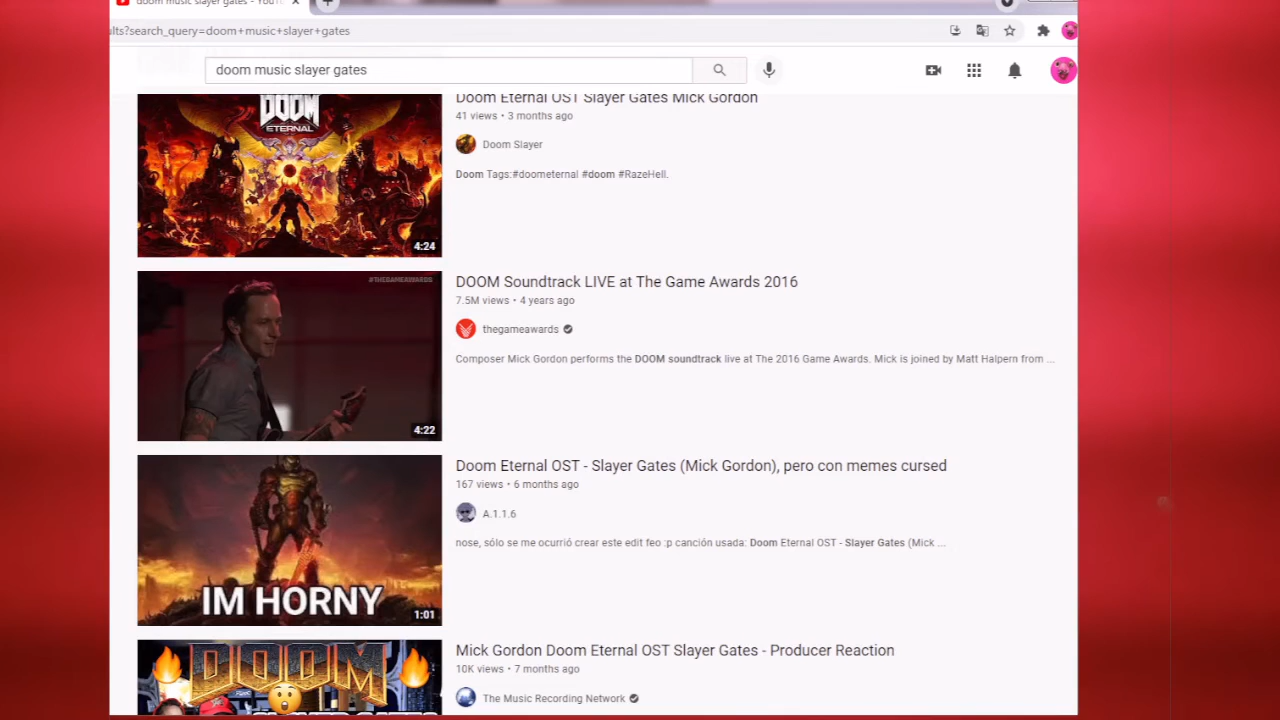 doom music slayer gates - YouTu
ults?search_query=doom+music+slayer+gates
doom music slayer gates
Doom Eternal OST Slayer Gates Mick Gordon
41 views • 3 months ago
Doom Slayer
Doom Tags:#doometernal #doom #RazeHell.
DOOM
ETERNAL
4:24
#THEGAMEAWARDS
DOOM Soundtrack LIVE at The Game Awards 2016
7.5M views • 4 years ago
thegameawards
Composer Mick Gordon performs the DOOM soundtrack live at The 2016 Game Awards. Mick is joined by Matt Halpern from ...
4:22
Doom Eternal OST - Slayer Gates (Mick Gordon), pero con memes cursed
167 views • 6 months ago
A.1.1.6
nose, sólo se me ocurrió crear este edit feo :p canción usada: Doom Eternal OST - Slayer Gates (Mick ...
IM HORNY
1:01
Mick Gordon Doom Eternal OST Slayer Gates - Producer Reaction
10K views • 7 months ago
The Music Recording Network
DOOM
SLAYER GATES